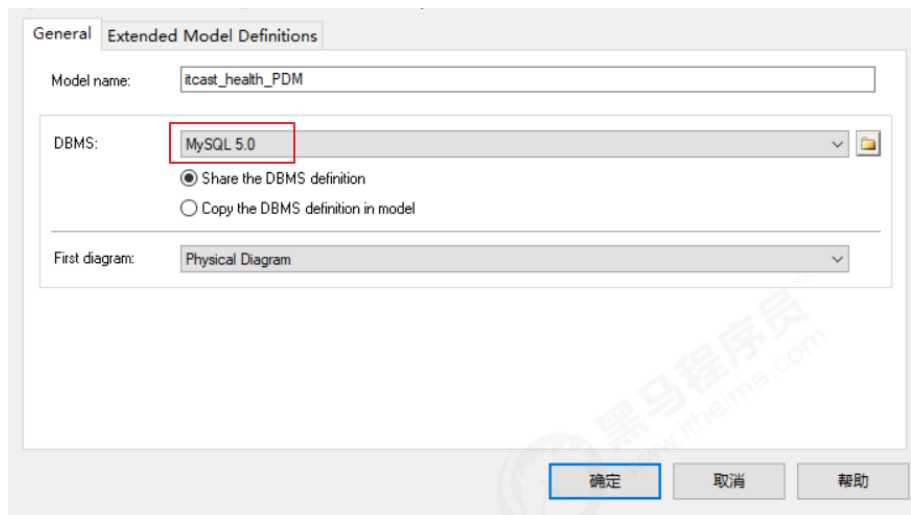 General Extended Model Definitions
Model name: itcast_health_PDM
DBMS: MySQL 5.0
Share the DBMS definition
Copy the DBMS definition in model
First diagram: Physical Diagram
黑马程序员
www.itheima.com
确定 取消 帮助